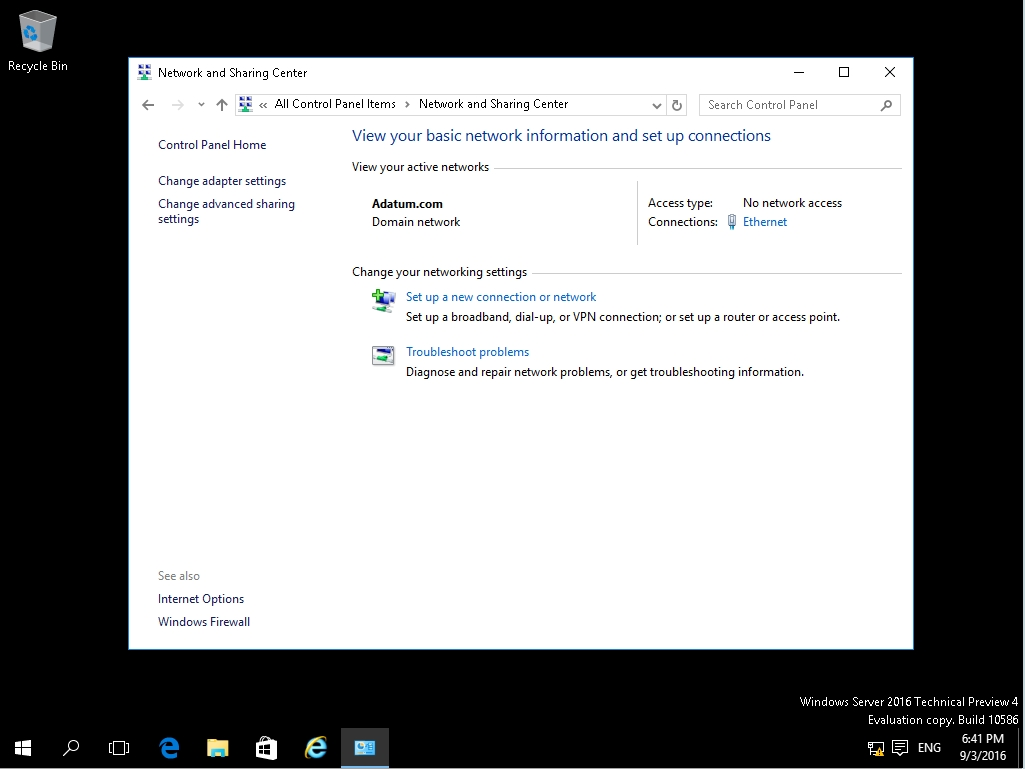 Recycle Bin
Network and Sharing Center
« All Control Panel Items › Network and Sharing Center
Search Control Panel
Control Panel Home
Change adapter settings
Change advanced sharing
settings
View your basic network information and set up connections
View your active networks
Adatum.com
Domain network
Access type: No network access
Connections: Ethernet
Change your networking settings
Set up a new connection or network
Set up a broadband, dial-up, or VPN connection; or set up a router or access point.
Troubleshoot problems
Diagnose and repair network problems, or get troubleshooting information.
See also
Internet Options
Windows Firewall
Windows Server 2016 Technical Preview 4
Evaluation copy. Build 10586
ENG
6:41 PM
9/3/2016